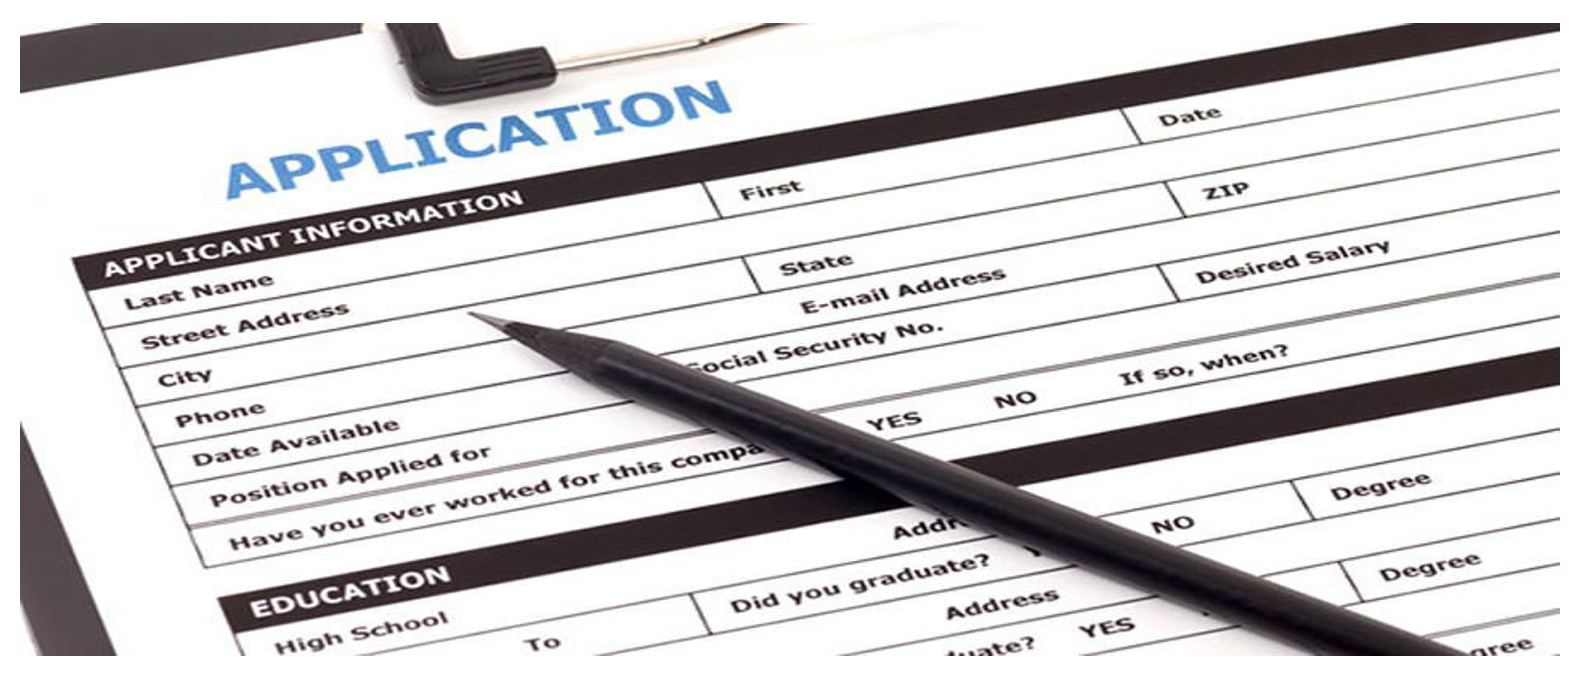 APPLICATION
APPLICANT INFORMATION
Last Name First Date
Street Address
City State ZIP
Phone E-mail Address
Date Available Social Security No. Desired Salary
Position Applied for
Have you ever worked for this YES NO If so, when?
EDUCATION
High School Address
To Did you graduate? NO Degree
Address
YES Degree